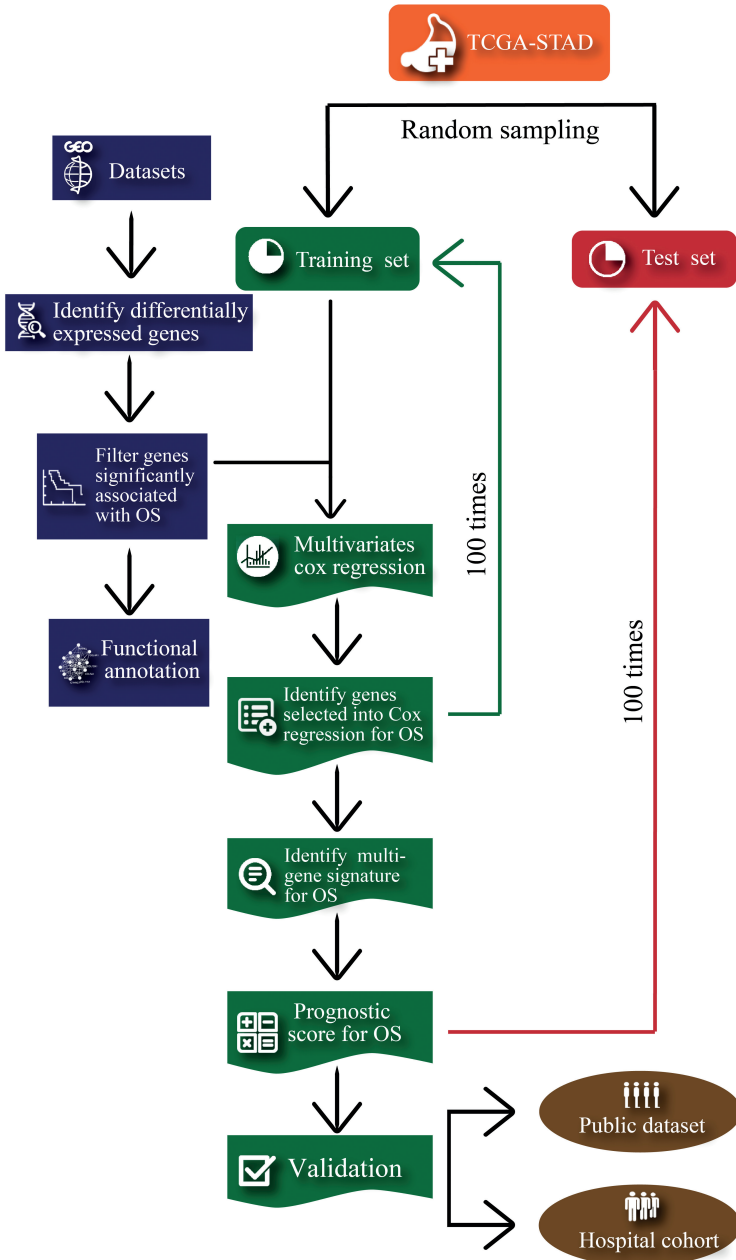 TCGA-STAD
Random sampling
GEO
Datasets
Training set
Test set
Identify differentially
expressed genes
Filter genes
significantly
associated
with OS
Multivariates
cox regression
100 times
100 times
Functional
annotation
Identify genes
selected into Cox
regression for OS
Identify multi-
gene signature
for OS
Prognostic
score for OS
Public dataset
Validation
Hospital cohort